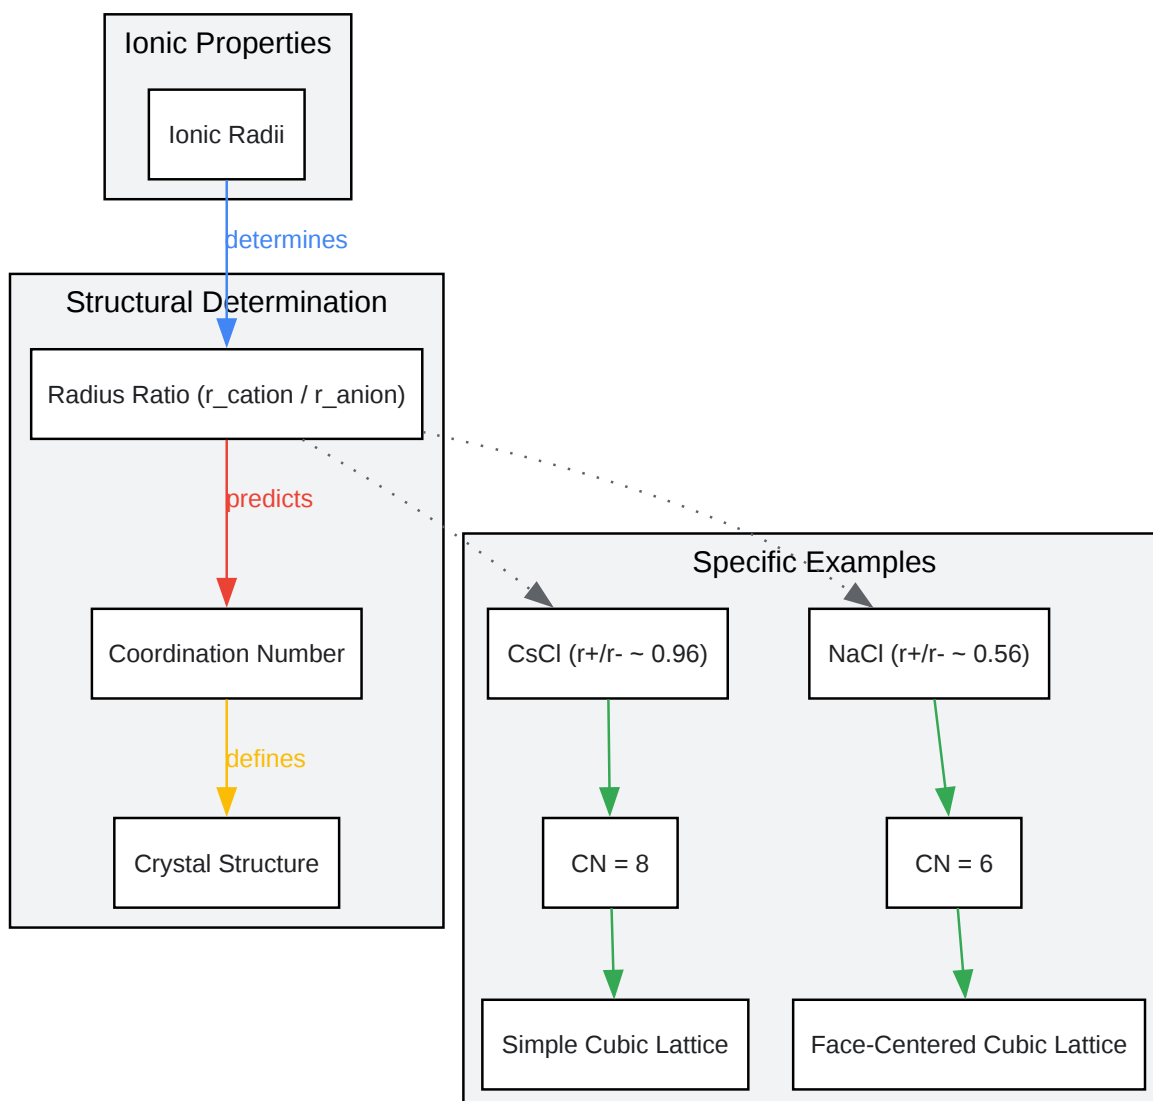 Ionic Properties
Ionic Radii
determines
Structural Determination
Radius Ratio (r_cation / r_anion)
predicts
Specific Examples
Coordination Number
CsCl (r+/r- ~ 0.96)
NaCl (r+/r- ~ 0.56)
defines
Crystal Structure
CN = 8
CN = 6
Simple Cubic Lattice
Face-Centered Cubic Lattice